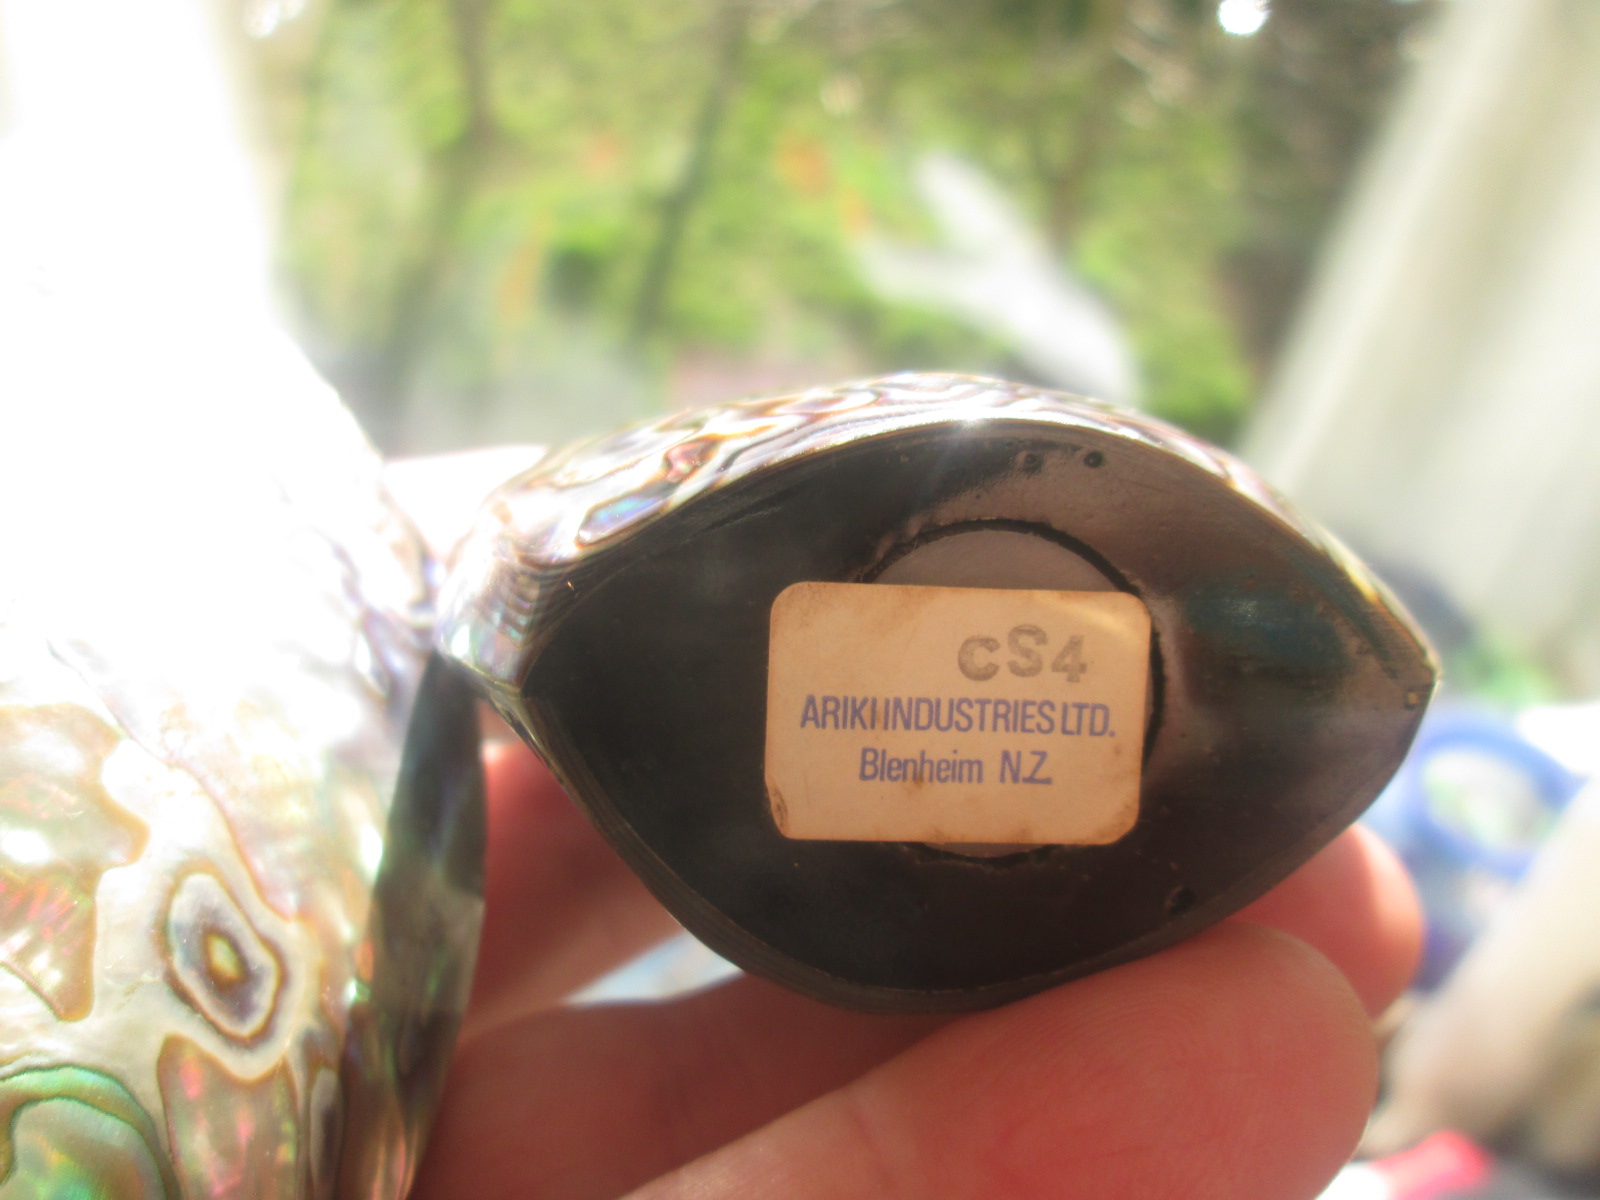 cS4
ARIKI INDUSTRIES LTD.
Blenheim N.Z.